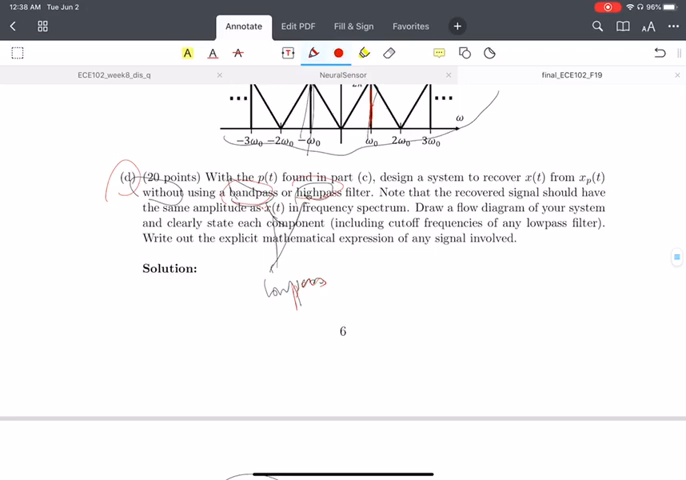 12:38 AM Tue Jun 2
96%
Annotate Edit PDF Fill & Sign Favorites +
AA
A A A T
ECE102_week8_dis_q × NeuralSensor × final_ECE102_F19 ×
... ...
ω
−3ω₀ −2ω₀ −ω₀ ω₀ 2ω₀ 3ω₀
(d) (20 points) With the p(t) found in part (c), design a system to recover x(t) from xₚ(t)
without using a bandpass or highpass filter. Note that the recovered signal should have
the same amplitude as x(t) in frequency spectrum. Draw a flow diagram of your system
and clearly state each component (including cutoff frequencies of any lowpass filter).
Write out the explicit mathematical expression of any signal involved.
Solution:
lowpass
6